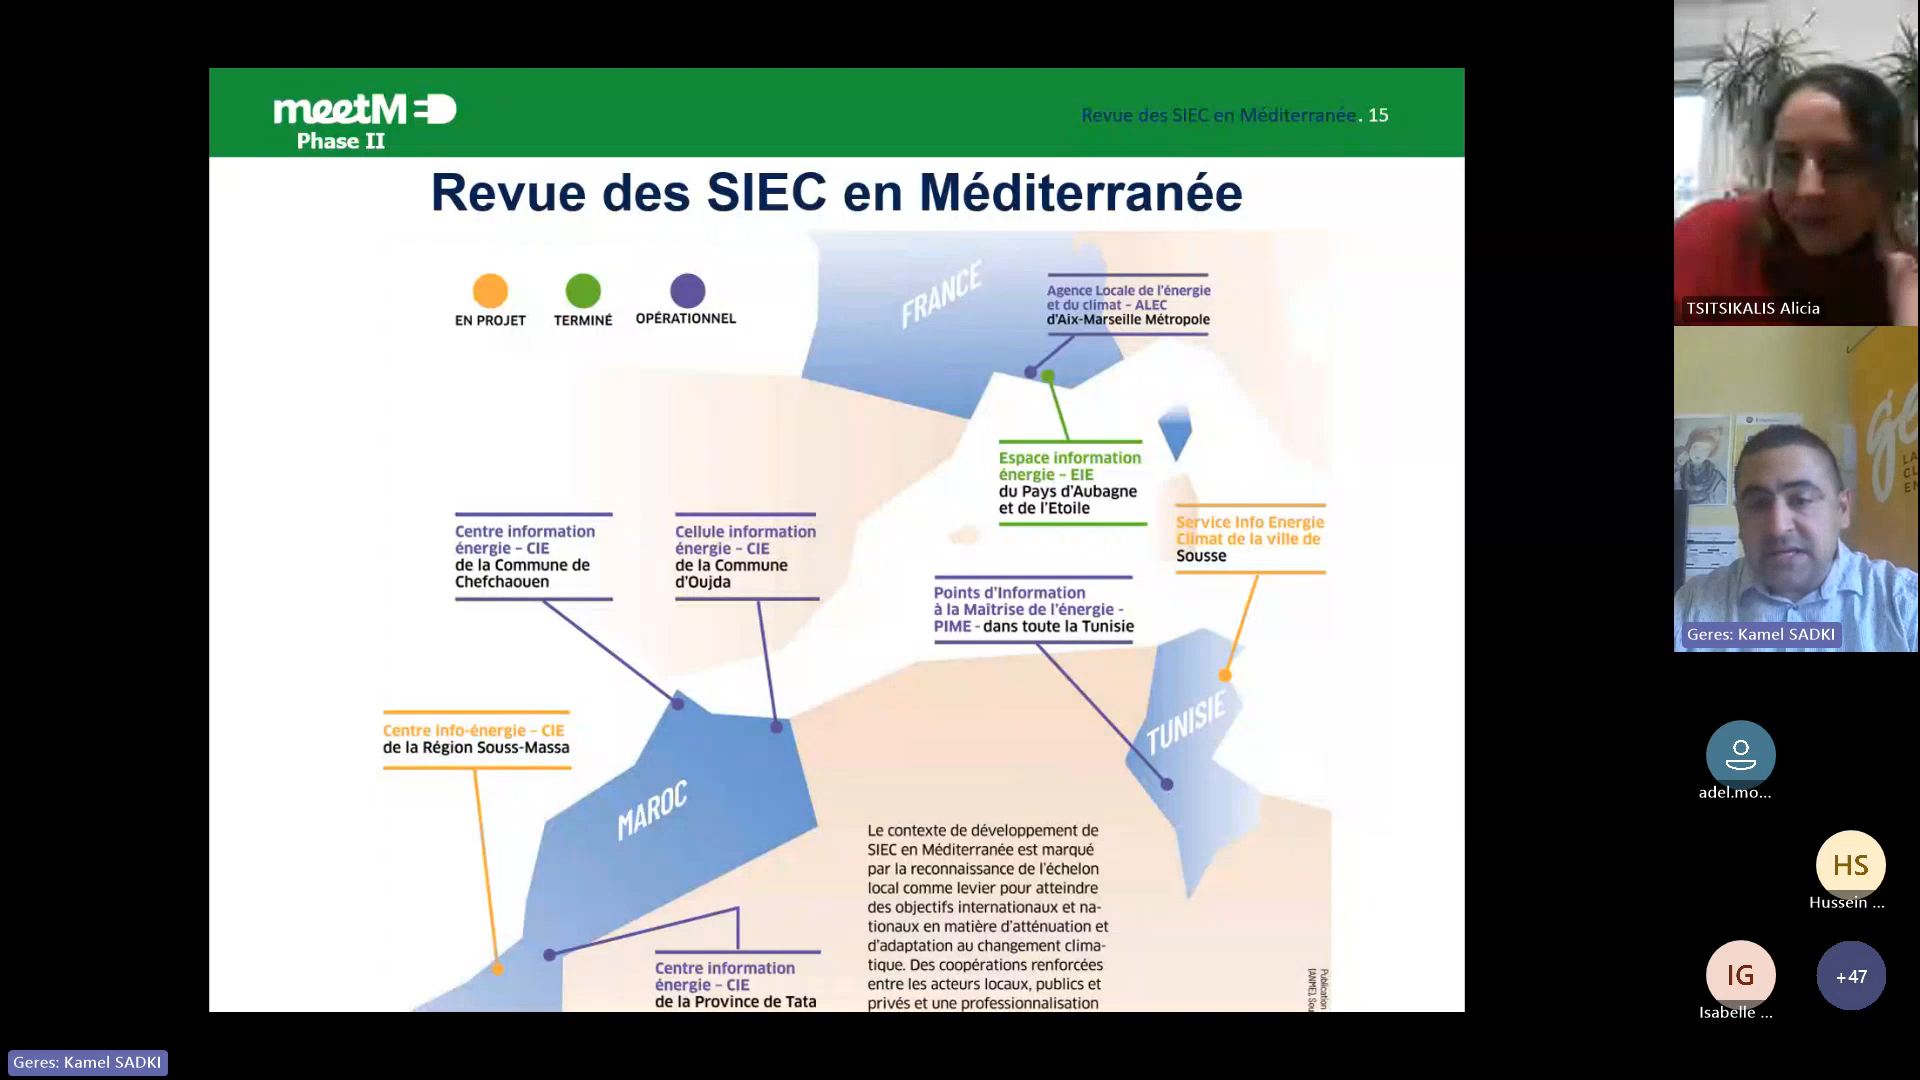 meetMED
Phase II
Revue des SIEC en Méditerranée. 15
Revue des SIEC en Méditerranée
EN PROJET
TERMINÉ
OPÉRATIONNEL
FRANCE
Agence Locale de l'énergie
et du climat – ALEC
d'Aix-Marseille Métropole
Espace information
énergie – EIE
du Pays d'Aubagne
et de l'Etoile
Service Info Energie
Climat de la ville de
Sousse
Centre information
énergie – CIE
de la Commune de
Chefchaouen
Cellule information
énergie – CIE
de la Commune
d'Oujda
Points d'Information
à la Maîtrise de l'énergie -
PIME - dans toute la Tunisie
TUNISIE
Centre info-énergie – CIE
de la Région Souss-Massa
MAROC
Centre information
énergie – CIE
de la Province de Tata
Le contexte de développement de
SIEC en Méditerranée est marqué
par la reconnaissance de l'échelon
local comme levier pour atteindre
des objectifs internationaux et na-
tionaux en matière d'atténuation et
d'adaptation au changement clima-
tique. Des coopérations renforcées
entre les acteurs locaux, publics et
privés et une professionnalisation
Publication
(ANME), Sou
TSITSIKALIS Alicia
Geres: Kamel SADKI
adel.mo...
HS
Hussein ...
IG
Isabelle ...
+47
Geres: Kamel SADKI